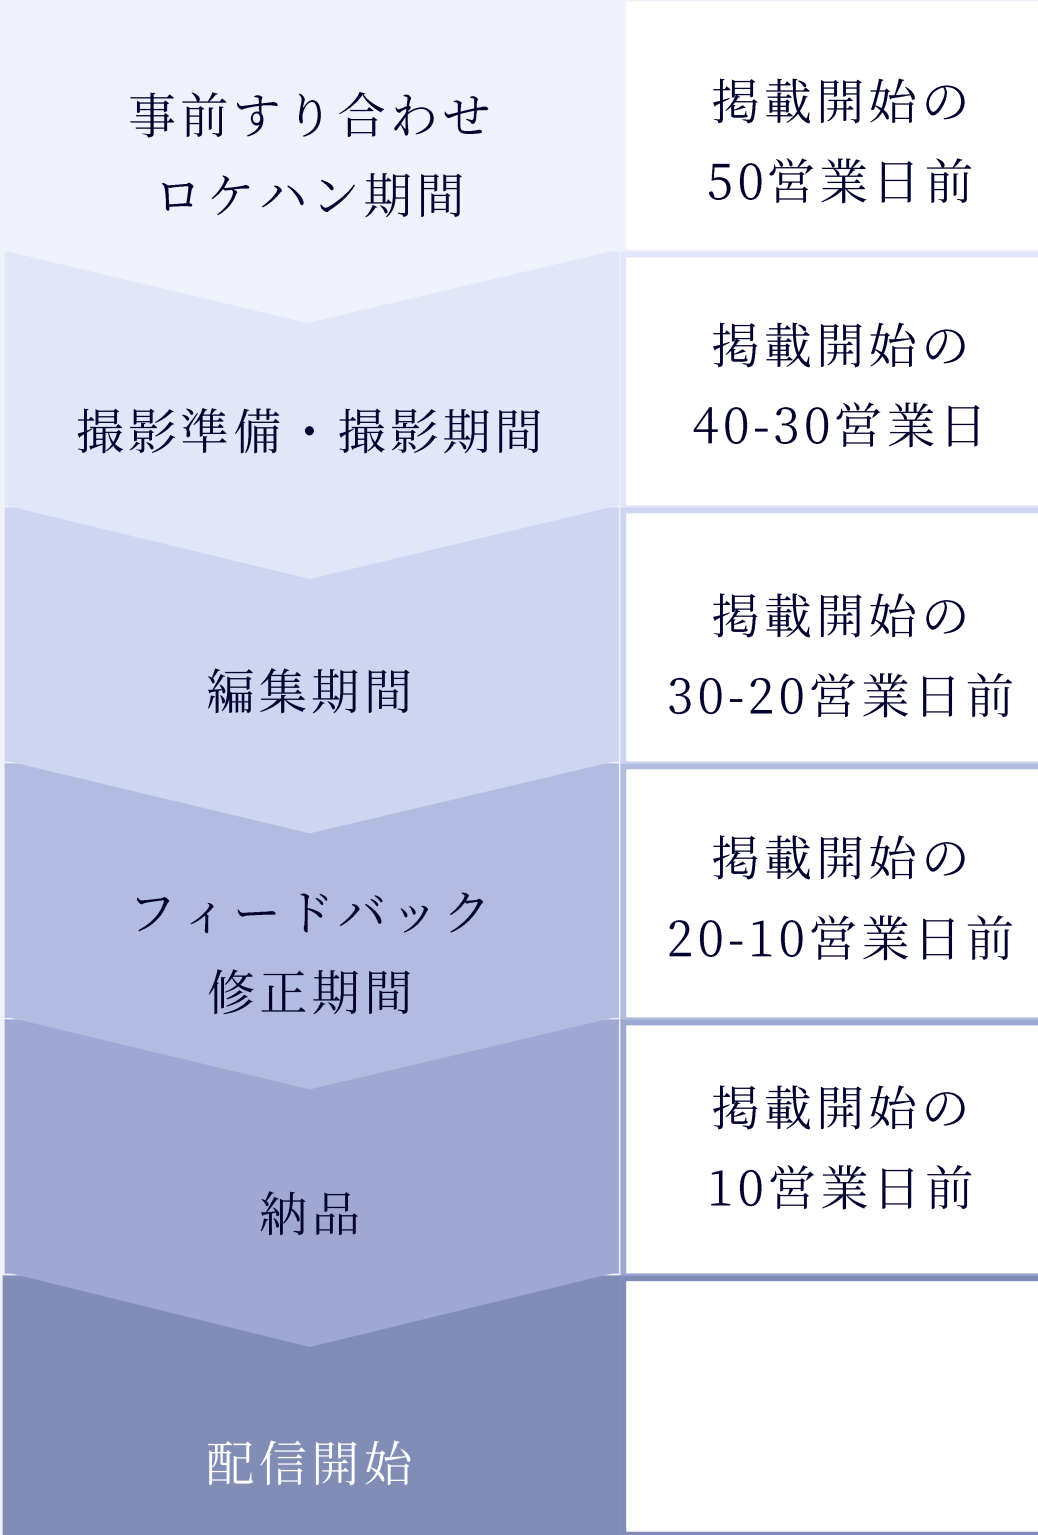 事前すり合わせ
ロケハン期間
掲載開始の
50営業日前
撮影準備・撮影期間
掲載開始の
40-30営業日
編集期間
掲載開始の
30-20営業日前
フィードバック
修正期間
掲載開始の
20-10営業日前
納品
掲載開始の
10営業日前
配信開始